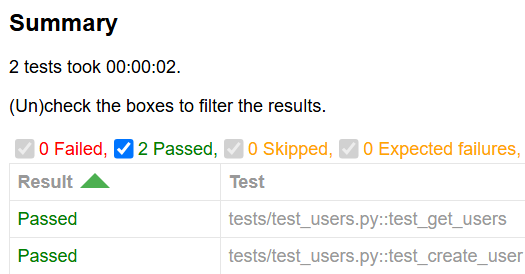 Summary
2 tests took 00:00:02.
(Un)check the boxes to filter the results.
0 Failed, 2 Passed, 0 Skipped, 0 Expected failures,
Result Test
Passed tests/test_users.py::test_get_users
Passed tests/test_users.py::test_create_user